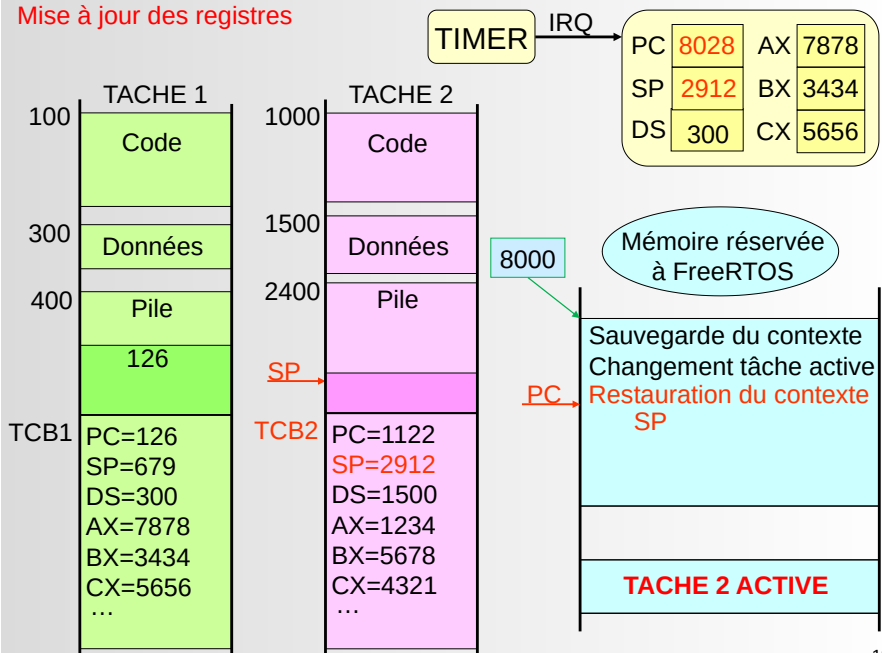 Mise à jour des registres
TIMER
IRQ
PC 8028 AX 7878
SP 2912 BX 3434
DS 300 CX 5656
TACHE 1
100
Code
300
Données
400
Pile
126
TCB1
PC=126
SP=679
DS=300
AX=7878
BX=3434
CX=5656
…
TACHE 2
1000
Code
1500
Données
2400
Pile
SP
TCB2
PC=1122
SP=2912
DS=1500
AX=1234
BX=5678
CX=4321
…
Mémoire réservée
à FreeRTOS
8000
Sauvegarde du contexte
Changement tâche active
PC
Restauration du contexte
SP
TACHE 2 ACTIVE